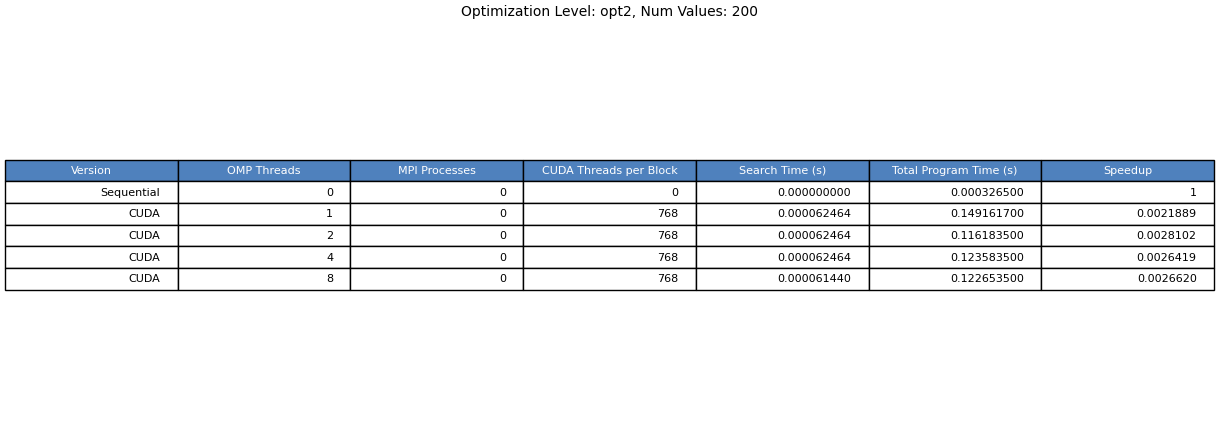 Optimization Level: opt2, Num Values: 200
Version OMP Threads MPI Processes CUDA Threads per Block Search Time (s) Total Program Time (s) Speedup
Sequential 0 0 0 0.000000000 0.000326500 1
CUDA 1 0 768 0.000062464 0.149161700 0.0021889
CUDA 2 0 768 0.000062464 0.116183500 0.0028102
CUDA 4 0 768 0.000062464 0.123583500 0.0026419
CUDA 8 0 768 0.000061440 0.122653500 0.0026620